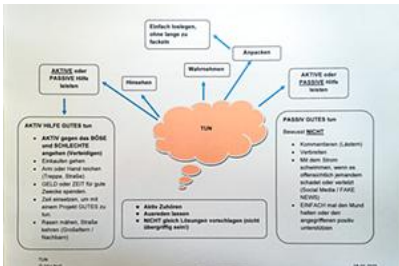 Einfach loslegen,
ohne lange zu
fackeln
Anpacken
Wahrnehmen
Hinsehen
AKTIVE oder
PASSIVE Hilfe
leisten
AKTIVE oder
PASSIVE Hilfe
leisten
TUN
AKTIV HILFE GUTES tun
AKTIV gegen das BÖSE
und SCHLECHTE
angehen (Verteidigen)
Einkaufen gehen
Arm oder Hand reichen
(Treppe, Straße)
GELD oder ZEIT für gute
Zwecke spenden.
Zeit einsetzen, um mit
einem Projekt GUTES zu
tun.
Rasen mähen, Straße
kehren (Großeltern /
Nachbarn)
Aktiv Zuhören
Ausreden lassen
NICHT gleich Lösungen vorschlagen (nicht
übergriffig sein!)
PASSIV GUTES tun
Bewusst NICHT
Kommentieren (Lästern)
Verbreiten
Mit dem Strom
schwimmen, wenn es
offensichtlich jemandem
schadet oder verletzt
(Social Media / FAKE
NEWS)
EINFACH mal den Mund
halten oder den
angegriffenen positiv
unterstützen
TUN